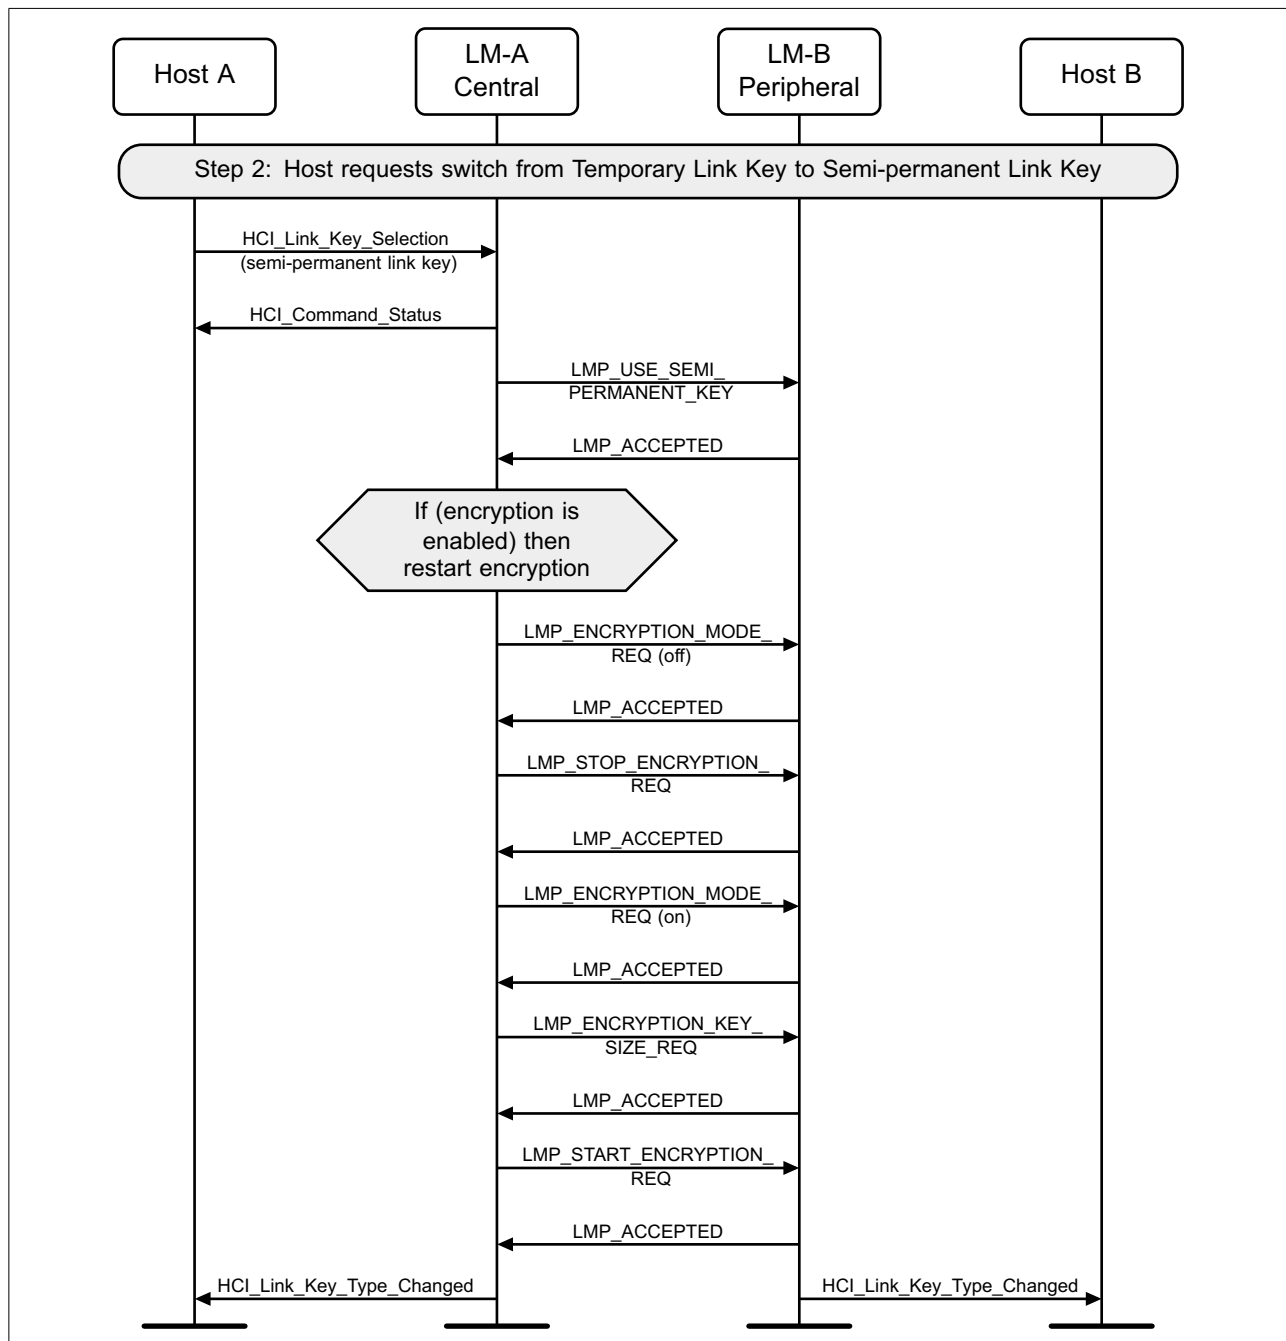 Host A
LM-A
Central
LM-B
Peripheral
Host B
Step 2: Host requests switch from Temporary Link Key to Semi-permanent Link Key
HCI_Link_Key_Selection
(semi-permanent link key)
HCI_Command_Status
LMP_USE_SEMI_
PERMANENT_KEY
LMP_ACCEPTED
If (encryption is
enabled) then
restart encryption
LMP_ENCRYPTION_MODE_
REQ (off)
LMP_ACCEPTED
LMP_STOP_ENCRYPTION_
REQ
LMP_ACCEPTED
LMP_ENCRYPTION_MODE_
REQ (on)
LMP_ACCEPTED
LMP_ENCRYPTION_KEY_
SIZE_REQ
LMP_ACCEPTED
LMP_START_ENCRYPTION_
REQ
LMP_ACCEPTED
HCI_Link_Key_Type_Changed
HCI_Link_Key_Type_Changed